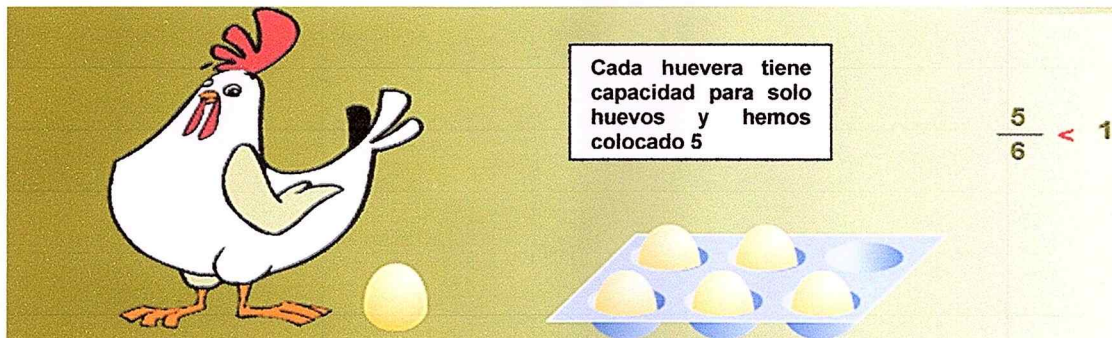 Cada huevera tiene
capacidad para solo
huevos y hemos
colocado 5
5
6
< 1